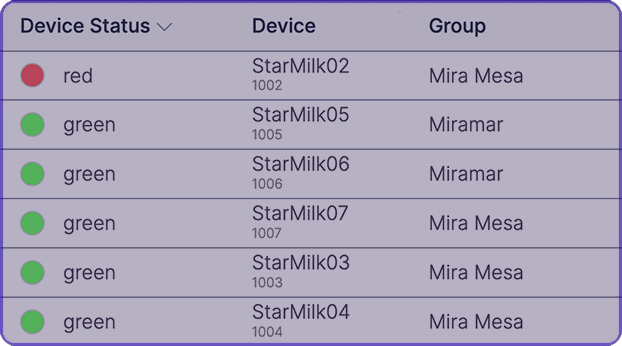 Device Status Device Group
red StarMilk02 Mira Mesa
1002
green StarMilk05 Miramar
1005
green StarMilk06 Miramar
1006
green StarMilk07 Mira Mesa
1007
green StarMilk03 Mira Mesa
1003
green StarMilk04 Mira Mesa
1004